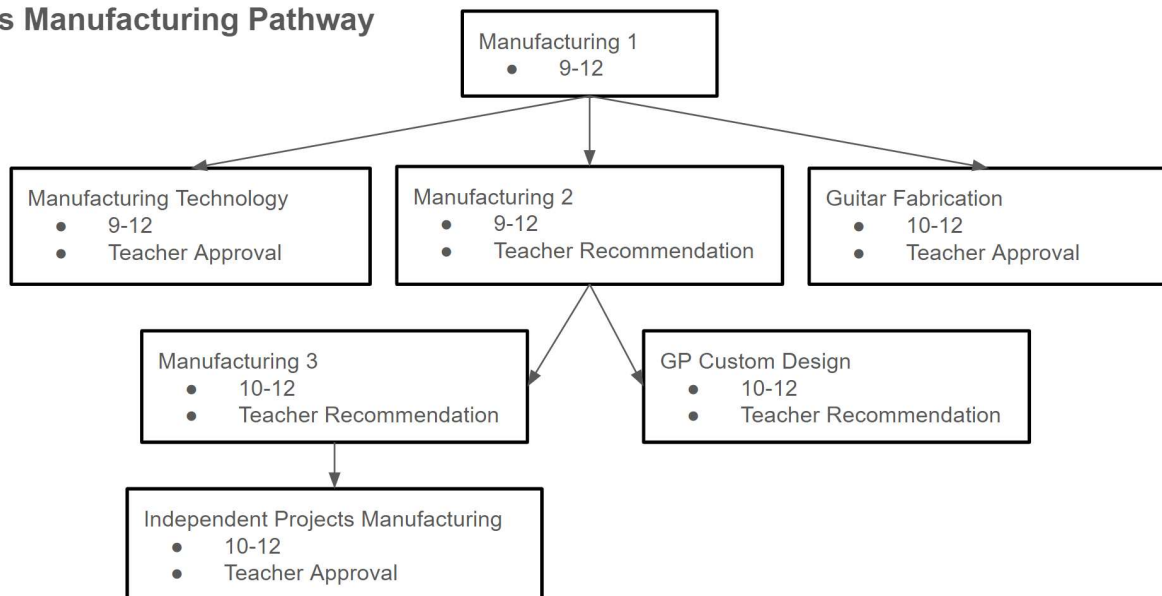 s Manufacturing Pathway
Manufacturing 1
● 9-12
Manufacturing Technology
● 9-12
● Teacher Approval
Manufacturing 2
● 9-12
● Teacher Recommendation
Guitar Fabrication
● 10-12
● Teacher Approval
Manufacturing 3
● 10-12
● Teacher Recommendation
GP Custom Design
● 10-12
● Teacher Recommendation
Independent Projects Manufacturing
● 10-12
● Teacher Approval